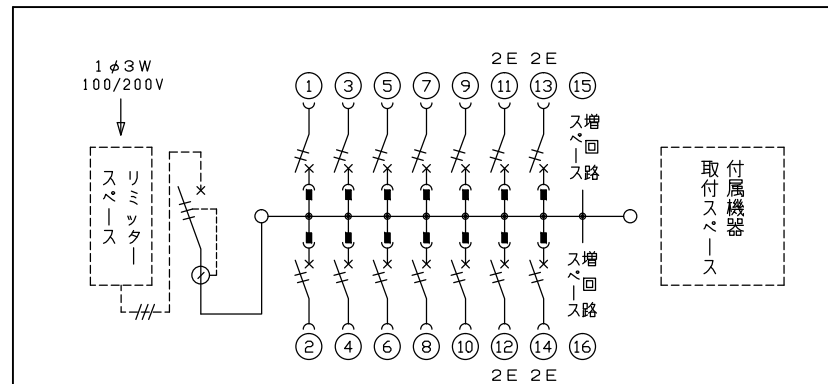 1φ3W
100/200V
リミッター
スペース
2E 2E
① ③ ⑤ ⑦ ⑨ ⑪ ⑬ ⑮
増回路
スペース
増回路
スペース
② ④ ⑥ ⑧ ⑩ ⑫ ⑭ ⑯
2E 2E
付属機器
取付スペース